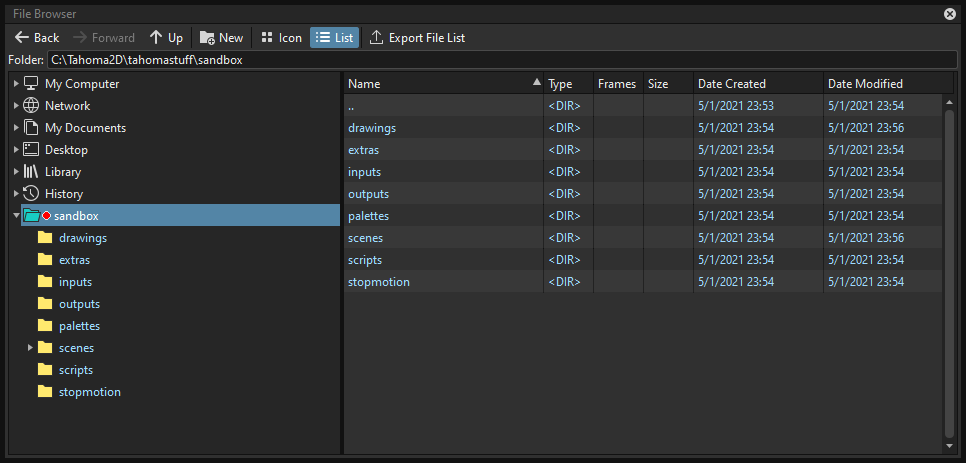 File Browser
Back Forward Up New Icon List Export File List
Folder: C:\Tahoma2D\tahomastuff\sandbox
My Computer
Network
My Documents
Desktop
Library
History
sandbox
drawings
extras
inputs
outputs
palettes
scenes
scripts
stopmotion
Name Type Frames Size Date Created Date Modified
.. <DIR> 5/1/2021 23:53 5/1/2021 23:54
drawings <DIR> 5/1/2021 23:54 5/1/2021 23:56
extras <DIR> 5/1/2021 23:54 5/1/2021 23:54
inputs <DIR> 5/1/2021 23:54 5/1/2021 23:54
outputs <DIR> 5/1/2021 23:54 5/1/2021 23:54
palettes <DIR> 5/1/2021 23:54 5/1/2021 23:54
scenes <DIR> 5/1/2021 23:54 5/1/2021 23:56
scripts <DIR> 5/1/2021 23:54 5/1/2021 23:54
stopmotion <DIR> 5/1/2021 23:54 5/1/2021 23:54